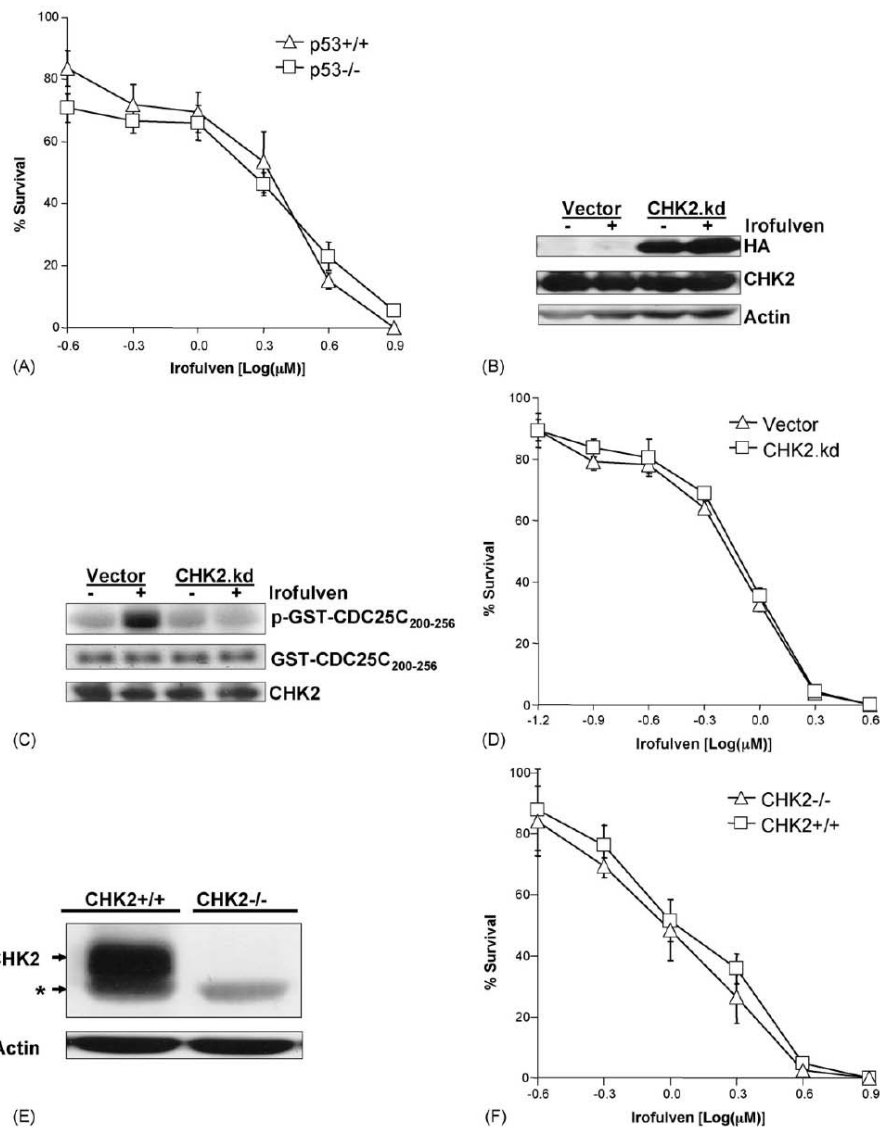 100
80
60
40
20
0
% Survival
p53+/+
p53-/-
-0.6 -0.3 0.0 0.3 0.6 0.9
Irofulven [Log(μM)]
(A)
Vector CHK2.kd
- + - + Irofulven
HA
CHK2
Actin
(B)
Vector CHK2.kd
- + - + Irofulven
p-GST-CDC25C200-256
GST-CDC25C200-256
CHK2
(C)
100
80
60
40
20
0
% Survival
Vector
CHK2.kd
-1.2 -0.9 -0.6 -0.3 0.0 0.3 0.6
Irofulven [Log(μM)]
(D)
CHK2+/+ CHK2-/-
HK2
*
Actin
(E)
100
80
60
40
20
0
% Survival
CHK2-/-
CHK2+/+
-0.6 -0.3 0.0 0.3 0.6 0.9
Irofulven [Log(μM)]
(F)